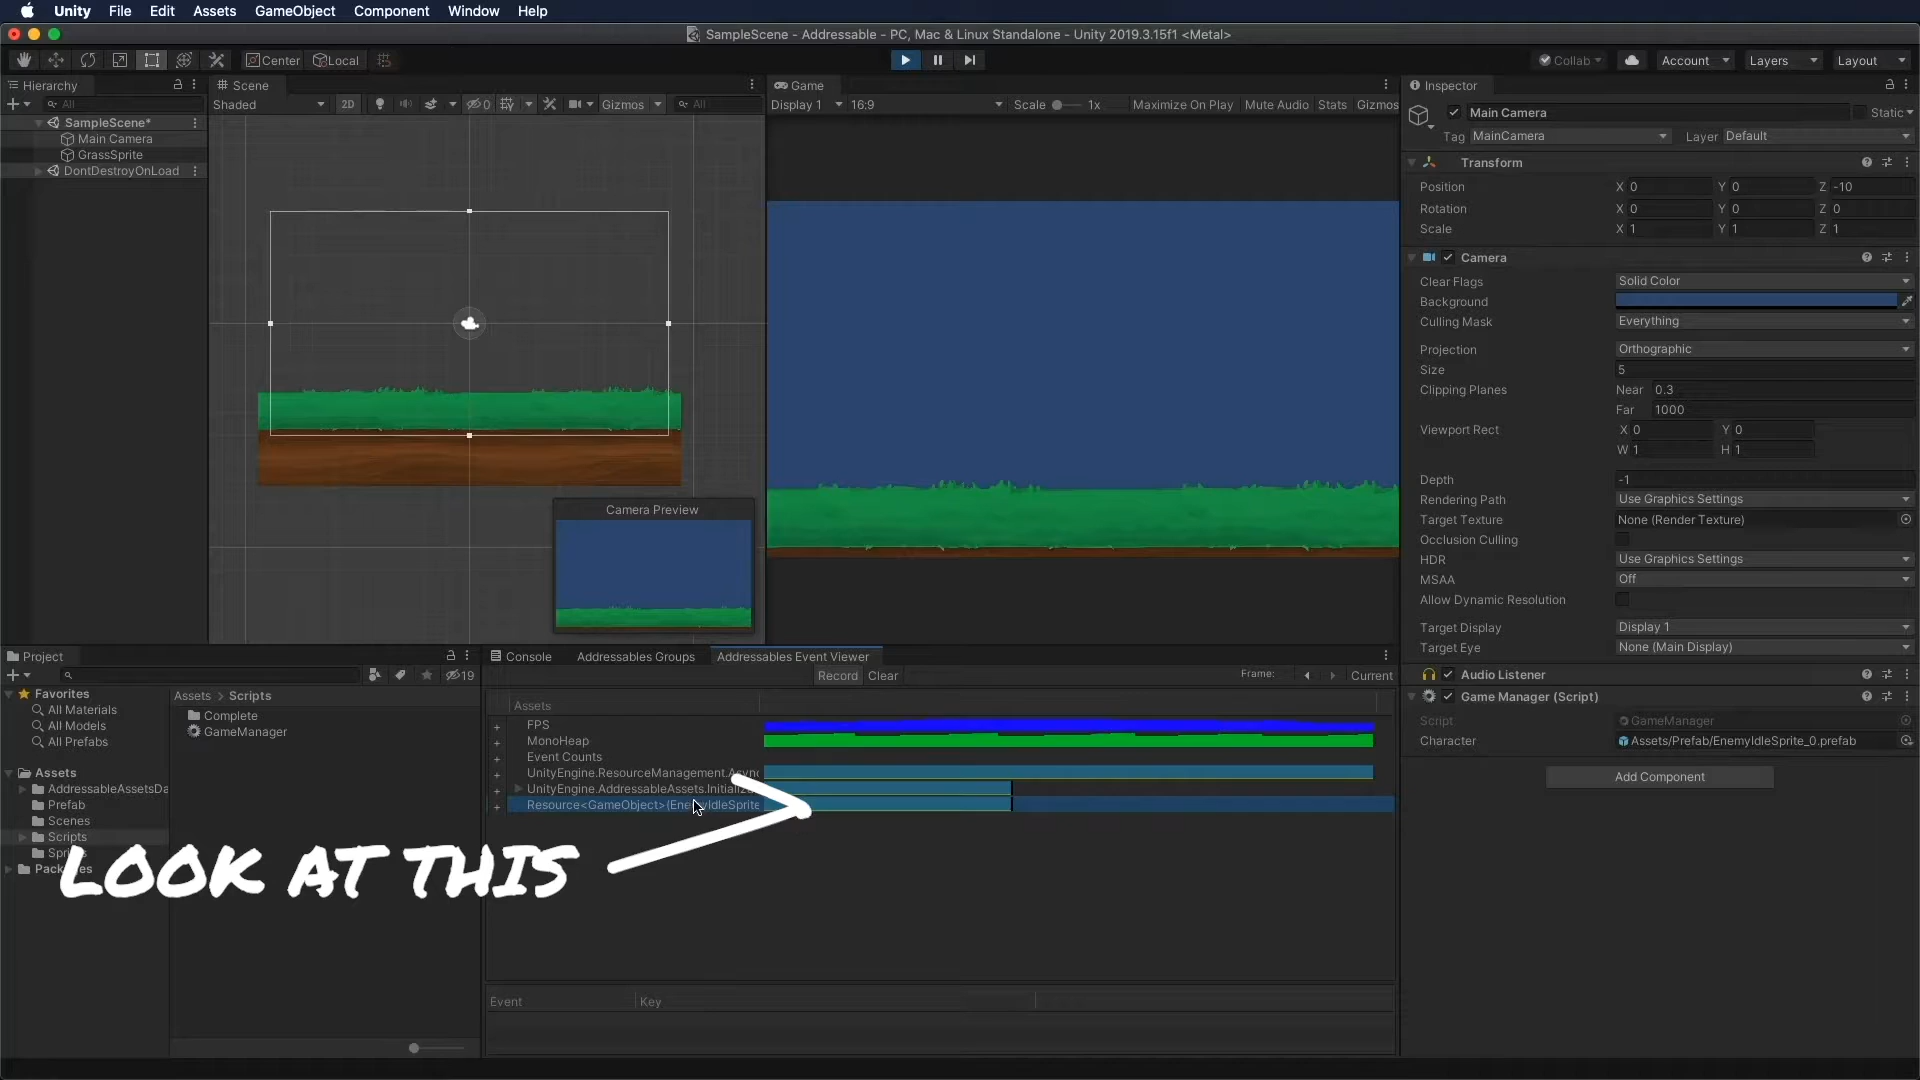 Unity File Edit Assets GameObject Component Window Help
SampleScene - Addressable - PC, Mac & Linux Standalone - Unity 2019.3.15f1 <Metal>
Center Local
Collab Account Layers Layout
Hierarchy
All
SampleScene*
Main Camera
GrassSprite
DontDestroyOnLoad
Scene
Shaded 2D 0 Gizmos All
Camera Preview
Game
Display 1 16:9 Scale 1x Maximize On Play Mute Audio Stats Gizmos
Inspector
Main Camera Static
Tag MainCamera Layer Default
Transform
Position X 0 Y 0 Z -10
Rotation X 0 Y 0 Z 0
Scale X 1 Y 1 Z 1
Camera
Clear Flags Solid Color
Background
Culling Mask Everything
Projection Orthographic
Size 5
Clipping Planes Near 0.3
Far 1000
Viewport Rect X 0 Y 0
W 1 H 1
Depth -1
Rendering Path Use Graphics Settings
Target Texture None (Render Texture)
Occlusion Culling
HDR Use Graphics Settings
MSAA Off
Allow Dynamic Resolution
Target Display Display 1
Target Eye None (Main Display)
Audio Listener
Game Manager (Script)
Script GameManager
Character Assets/Prefab/EnemyIdleSprite_0.prefab
Add Component
Project
19
Favorites
All Materials
All Models
All Prefabs
Assets
AddressableAssetsDa
Prefab
Scenes
Scripts
Assets > Scripts
Complete
GameManager
Console Addressables Groups Addressables Event Viewer
Record Clear Frame: Current
Assets
FPS
MonoHeap
Event Counts
UnityEngine.ResourceManagement.Async
UnityEngine.AddressableAssets.Initializ
Resource<GameObject>(EnemyIdleSprite
LOOK AT THIS
Event Key